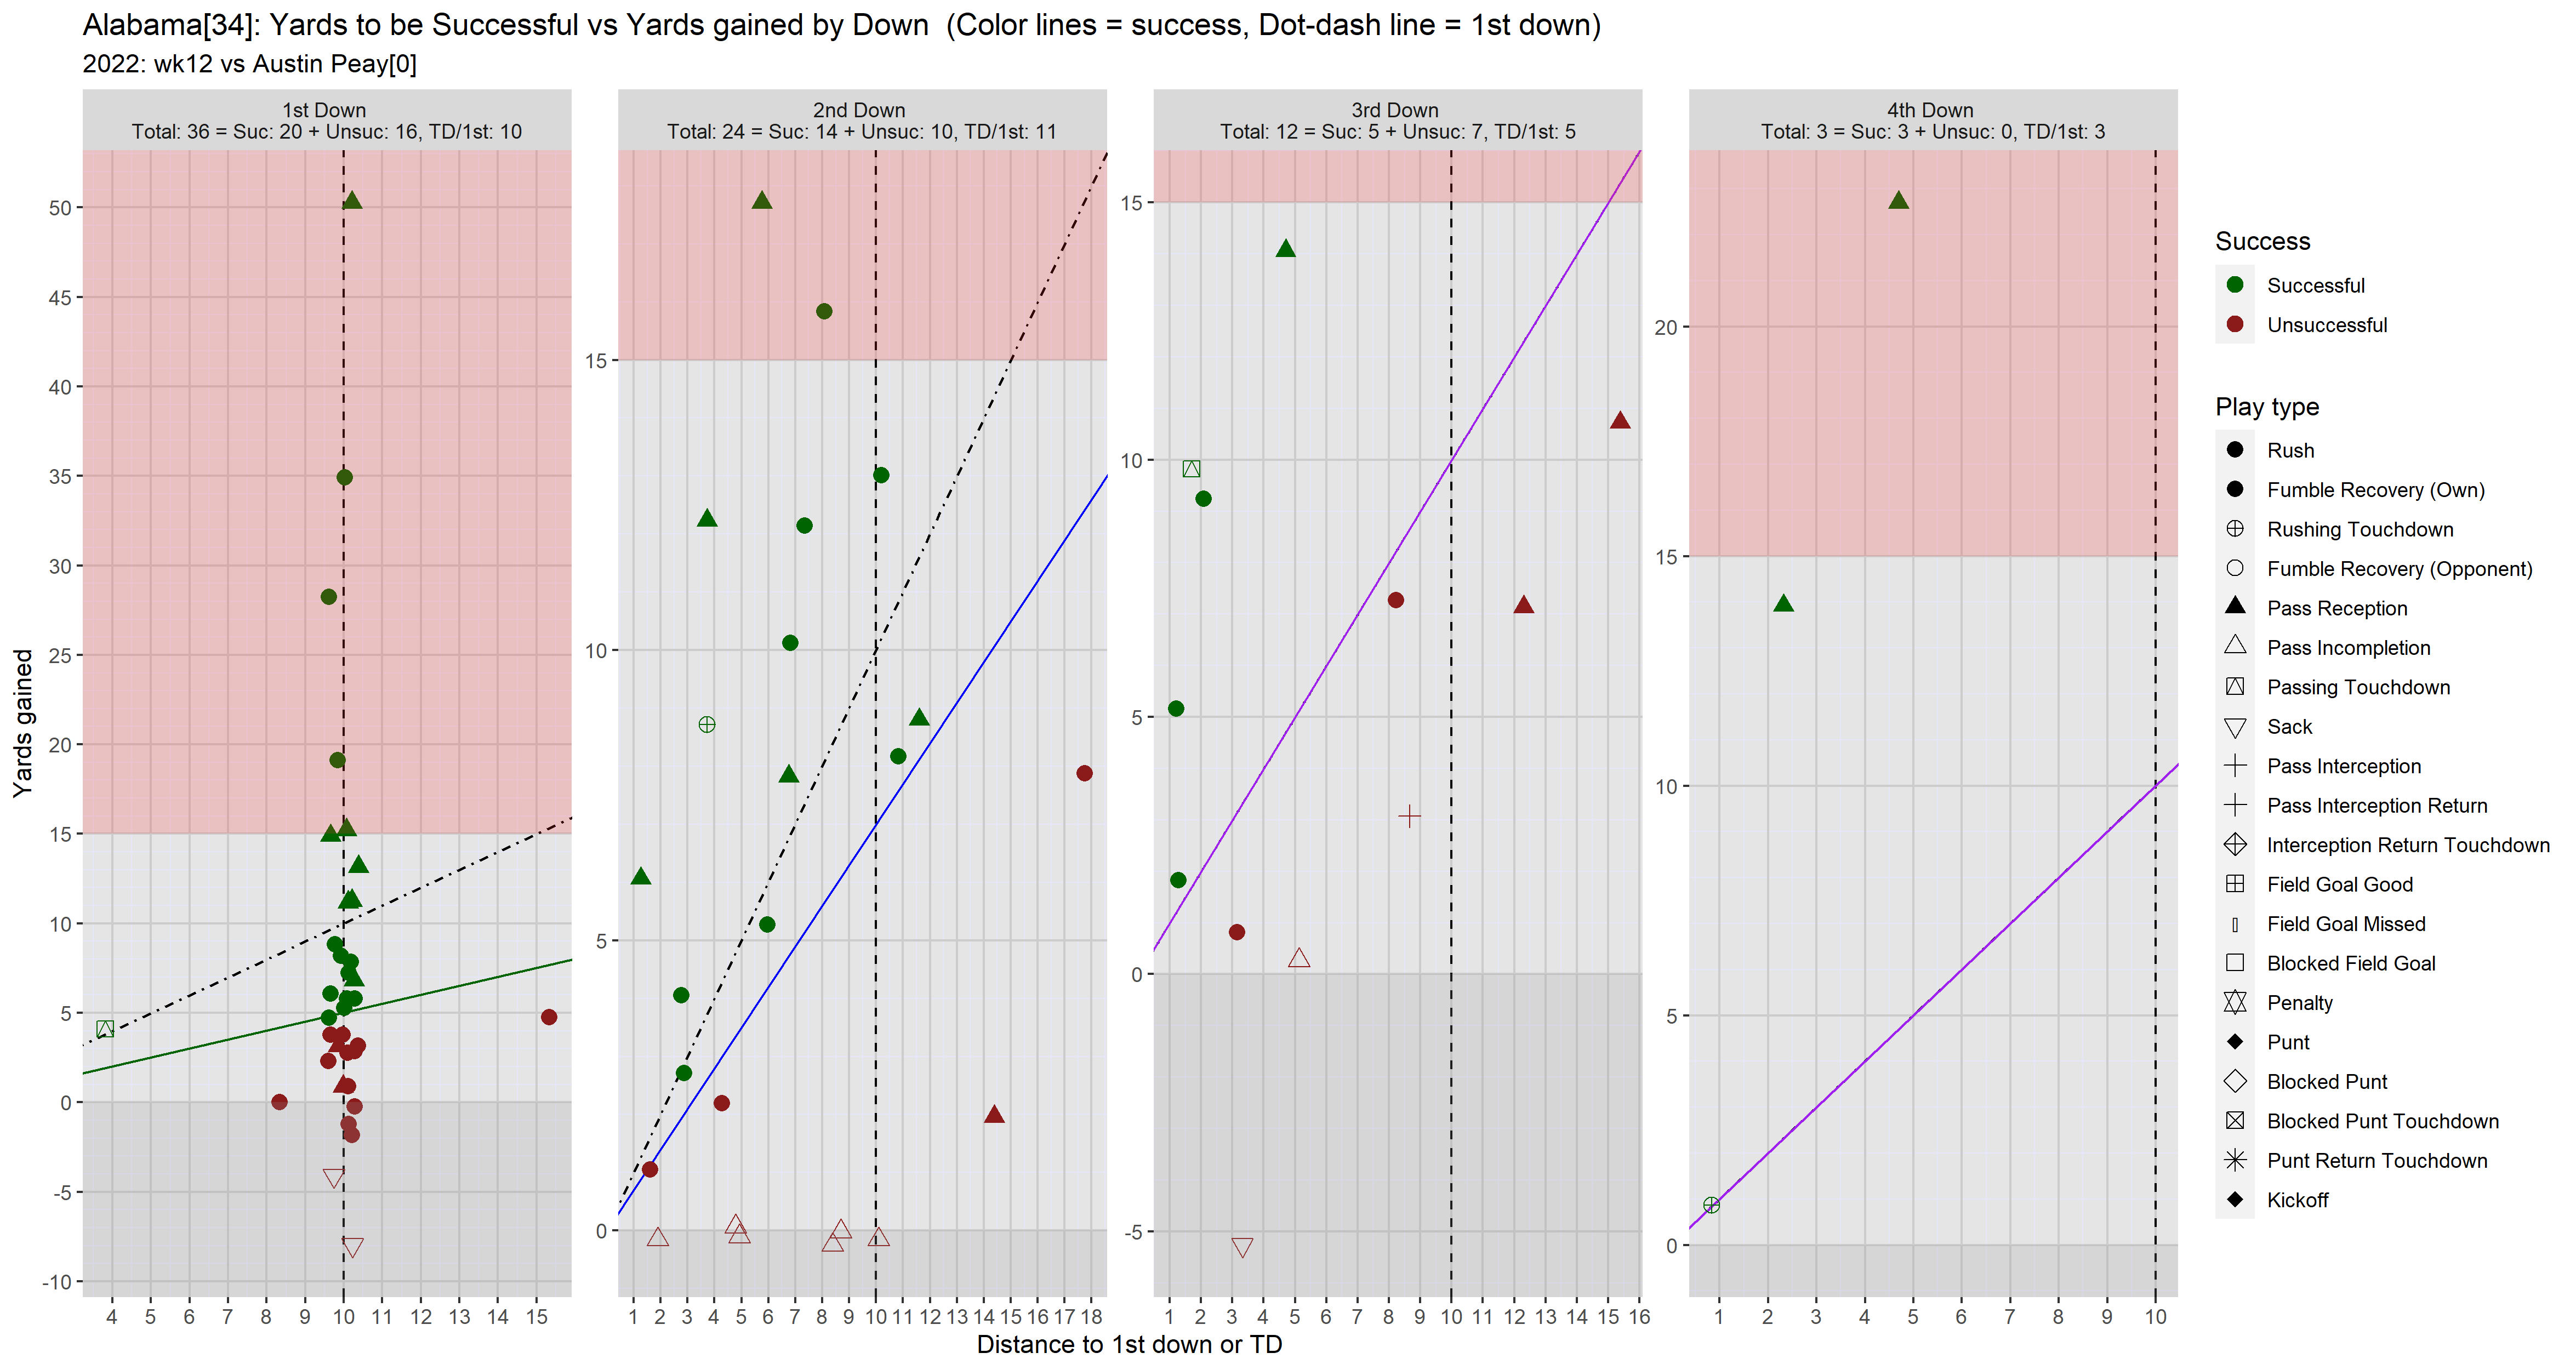 Alabama[34]: Yards to be Successful vs Yards gained by Down  (Color lines = success, Dot-dash line = 1st down)
2022: wk12 vs Austin Peay[0]
1st Down
Total: 36 = Suc: 20 + Unsuc: 16, TD/1st: 10
2nd Down
Total: 24 = Suc: 14 + Unsuc: 10, TD/1st: 11
3rd Down
Total: 12 = Suc: 5 + Unsuc: 7, TD/1st: 5
4th Down
Total: 3 = Suc: 3 + Unsuc: 0, TD/1st: 3
Yards gained
50
45
40
35
30
25
20
15
10
5
0
-5
-10
4 5 6 7 8 9 10 11 12 13 14 15
15
10
5
0
1 2 3 4 5 6 7 8 9 10 11 12 13 14 15 16 17 18
15
10
5
0
-5
1 2 3 4 5 6 7 8 9 10 11 12 13 14 15 16
20
15
10
5
0
1 2 3 4 5 6 7 8 9 10
Distance to 1st down or TD
Success
Successful
Unsuccessful
Play type
Rush
Fumble Recovery (Own)
Rushing Touchdown
Fumble Recovery (Opponent)
Pass Reception
Pass Incompletion
Passing Touchdown
Sack
Pass Interception
Pass Interception Return
Interception Return Touchdown
Field Goal Good
Field Goal Missed
Blocked Field Goal
Penalty
Punt
Blocked Punt
Blocked Punt Touchdown
Punt Return Touchdown
Kickoff